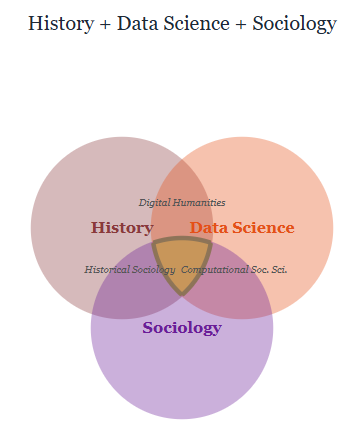 History + Data Science + Sociology
Digital Humanities
History
Data Science
Historical Sociology
Computational Soc. Sci.
Sociology